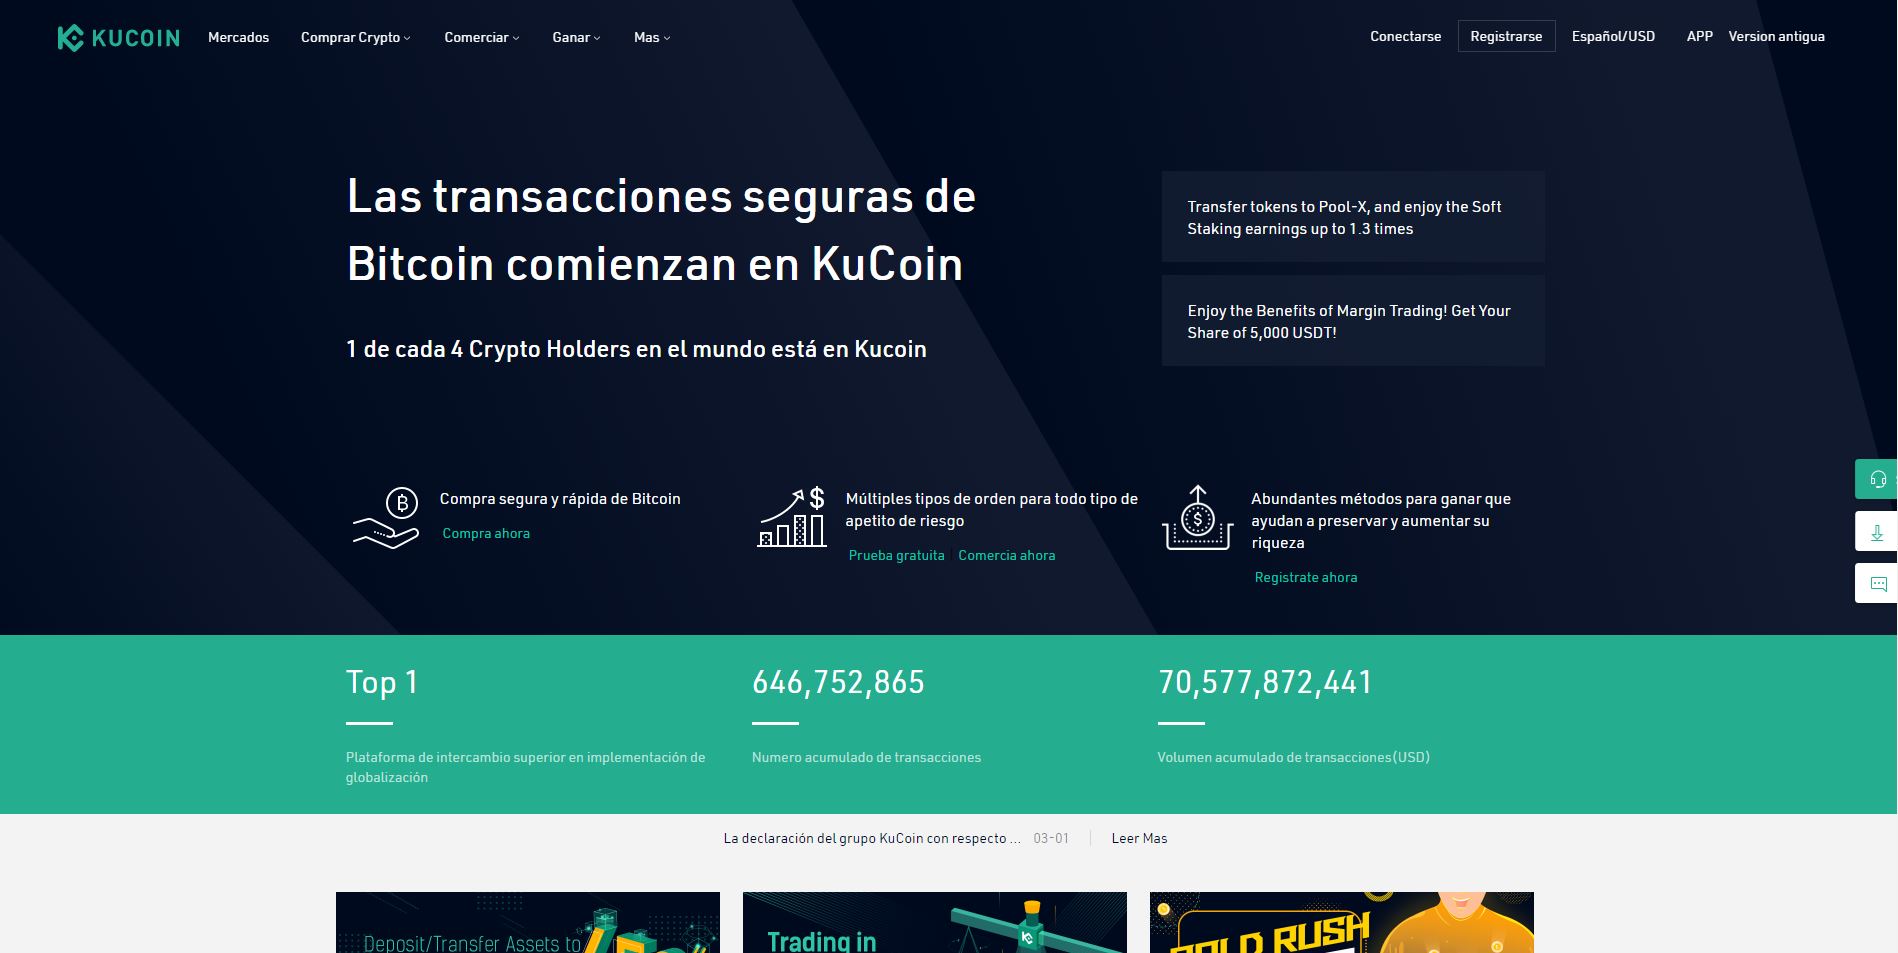 KUCOIN
Mercados
Comprar Crypto
Comerciar
Ganar
Mas
Conectarse
Registrarse
Español/USD
APP
Version antigua
Las transacciones seguras de
Bitcoin comienzan en KuCoin
1 de cada 4 Crypto Holders en el mundo está en Kucoin
Transfer tokens to Pool-X, and enjoy the Soft
Staking earnings up to 1.3 times
Enjoy the Benefits of Margin Trading! Get Your
Share of 5,000 USDT!
Compra segura y rápida de Bitcoin
Compra ahora
Múltiples tipos de orden para todo tipo de
apetito de riesgo
Prueba gratuita
Comercia ahora
Abundantes métodos para ganar que
ayudan a preservar y aumentar su
riqueza
Registrate ahora
Top 1
Plataforma de intercambio superior en implementación de
globalización
646,752,865
Numero acumulado de transacciones
70,577,872,441
Volumen acumulado de transacciones(USD)
La declaración del grupo KuCoin con respecto ...
03-01
Leer Mas
Deposit/Transfer Assets to
Trading in
GOLD RUSH